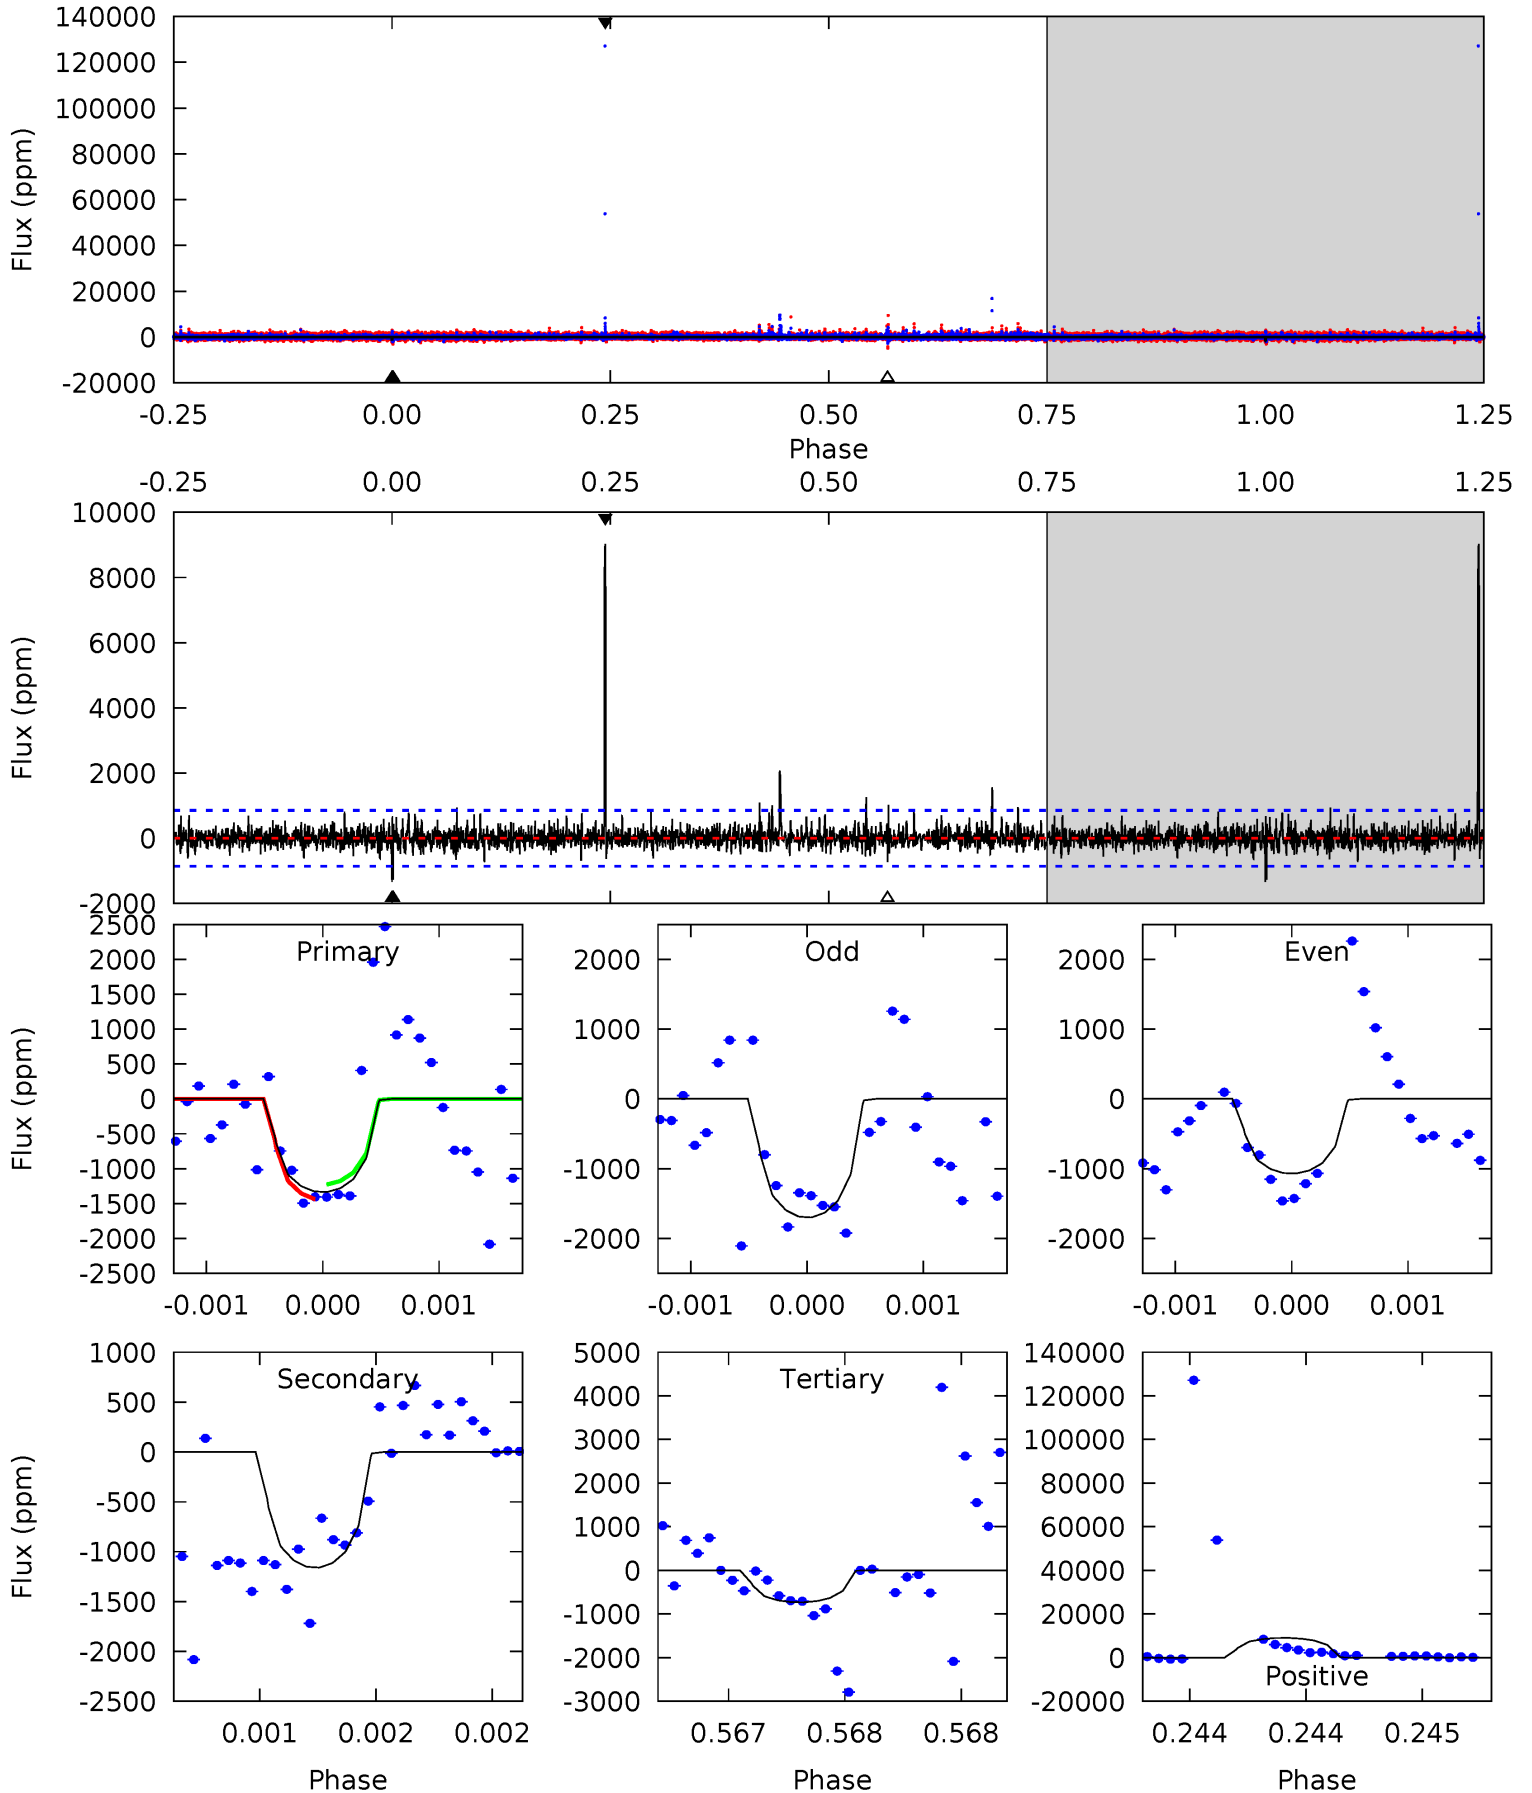 140000
120000
100000
80000
60000
40000
20000
0
-20000
Flux (ppm)
-0.25 0.00 0.25 0.50 0.75 1.00 1.25
Phase
-0.25 0.00 0.25 0.50 0.75 1.00 1.25
10000
8000
6000
4000
2000
0
-2000
Flux (ppm)
Primary
2500
2000
1500
1000
500
0
-500
-1000
-1500
-2000
-2500
Flux (ppm)
-0.001 0.000 0.001
Odd
2000
1000
0
-1000
-2000
-0.001 0.000 0.001
Even
2000
1000
0
-1000
-2000
-0.001 0.000 0.001
Secondary
1000
500
0
-500
-1000
-1500
-2000
-2500
Flux (ppm)
0.001 0.002 0.002
Phase
Tertiary
5000
4000
3000
2000
1000
0
-1000
-2000
-3000
0.567 0.568 0.568
Phase
140000
120000
100000
80000
60000
40000
20000
0
-20000
Positive
0.244 0.244 0.245
Phase